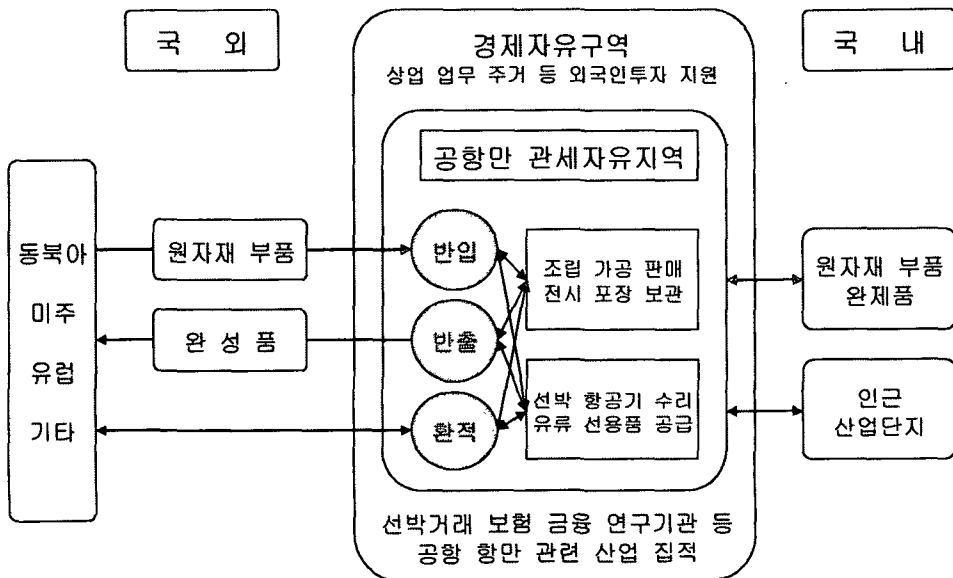 국 외
경제자유구역
상업 업무 주거 등 외국인투자 지원
국 내
공항만 관세자유지역
동북아
미주
유럽
기타
원자재 부품
완 성 품
반입
반출
환적
조립 가공 판매
전시 포장 보관
선박 항공기 수리
유류 선용품 공급
원자재 부품
완제품
인근
산업단지
선박거래 보험 금융 연구기관 등
공항 항만 관련 산업 집적